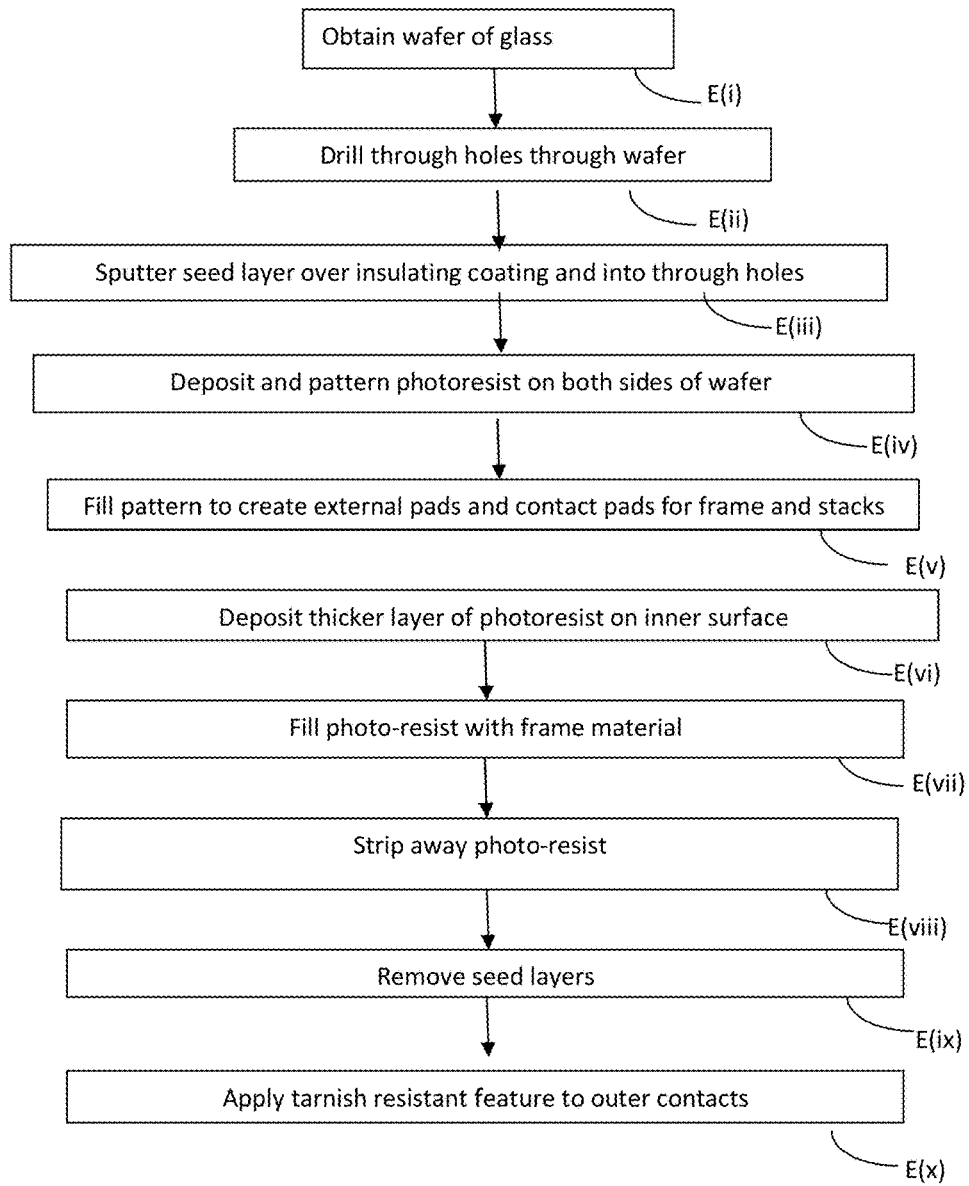 Obtain wafer of glass
E(i)
Drill through holes through wafer
E(ii)
Sputter seed layer over insulating coating and into through holes
E(iii)
Deposit and pattern photoresist on both sides of wafer
E(iv)
Fill pattern to create external pads and contact pads for frame and stacks
E(v)
Deposit thicker layer of photoresist on inner surface
E(vi)
Fill photo-resist with frame material
E(vii)
Strip away photo-resist
E(viii)
Remove seed layers
E(ix)
Apply tarnish resistant feature to outer contacts
E(x)